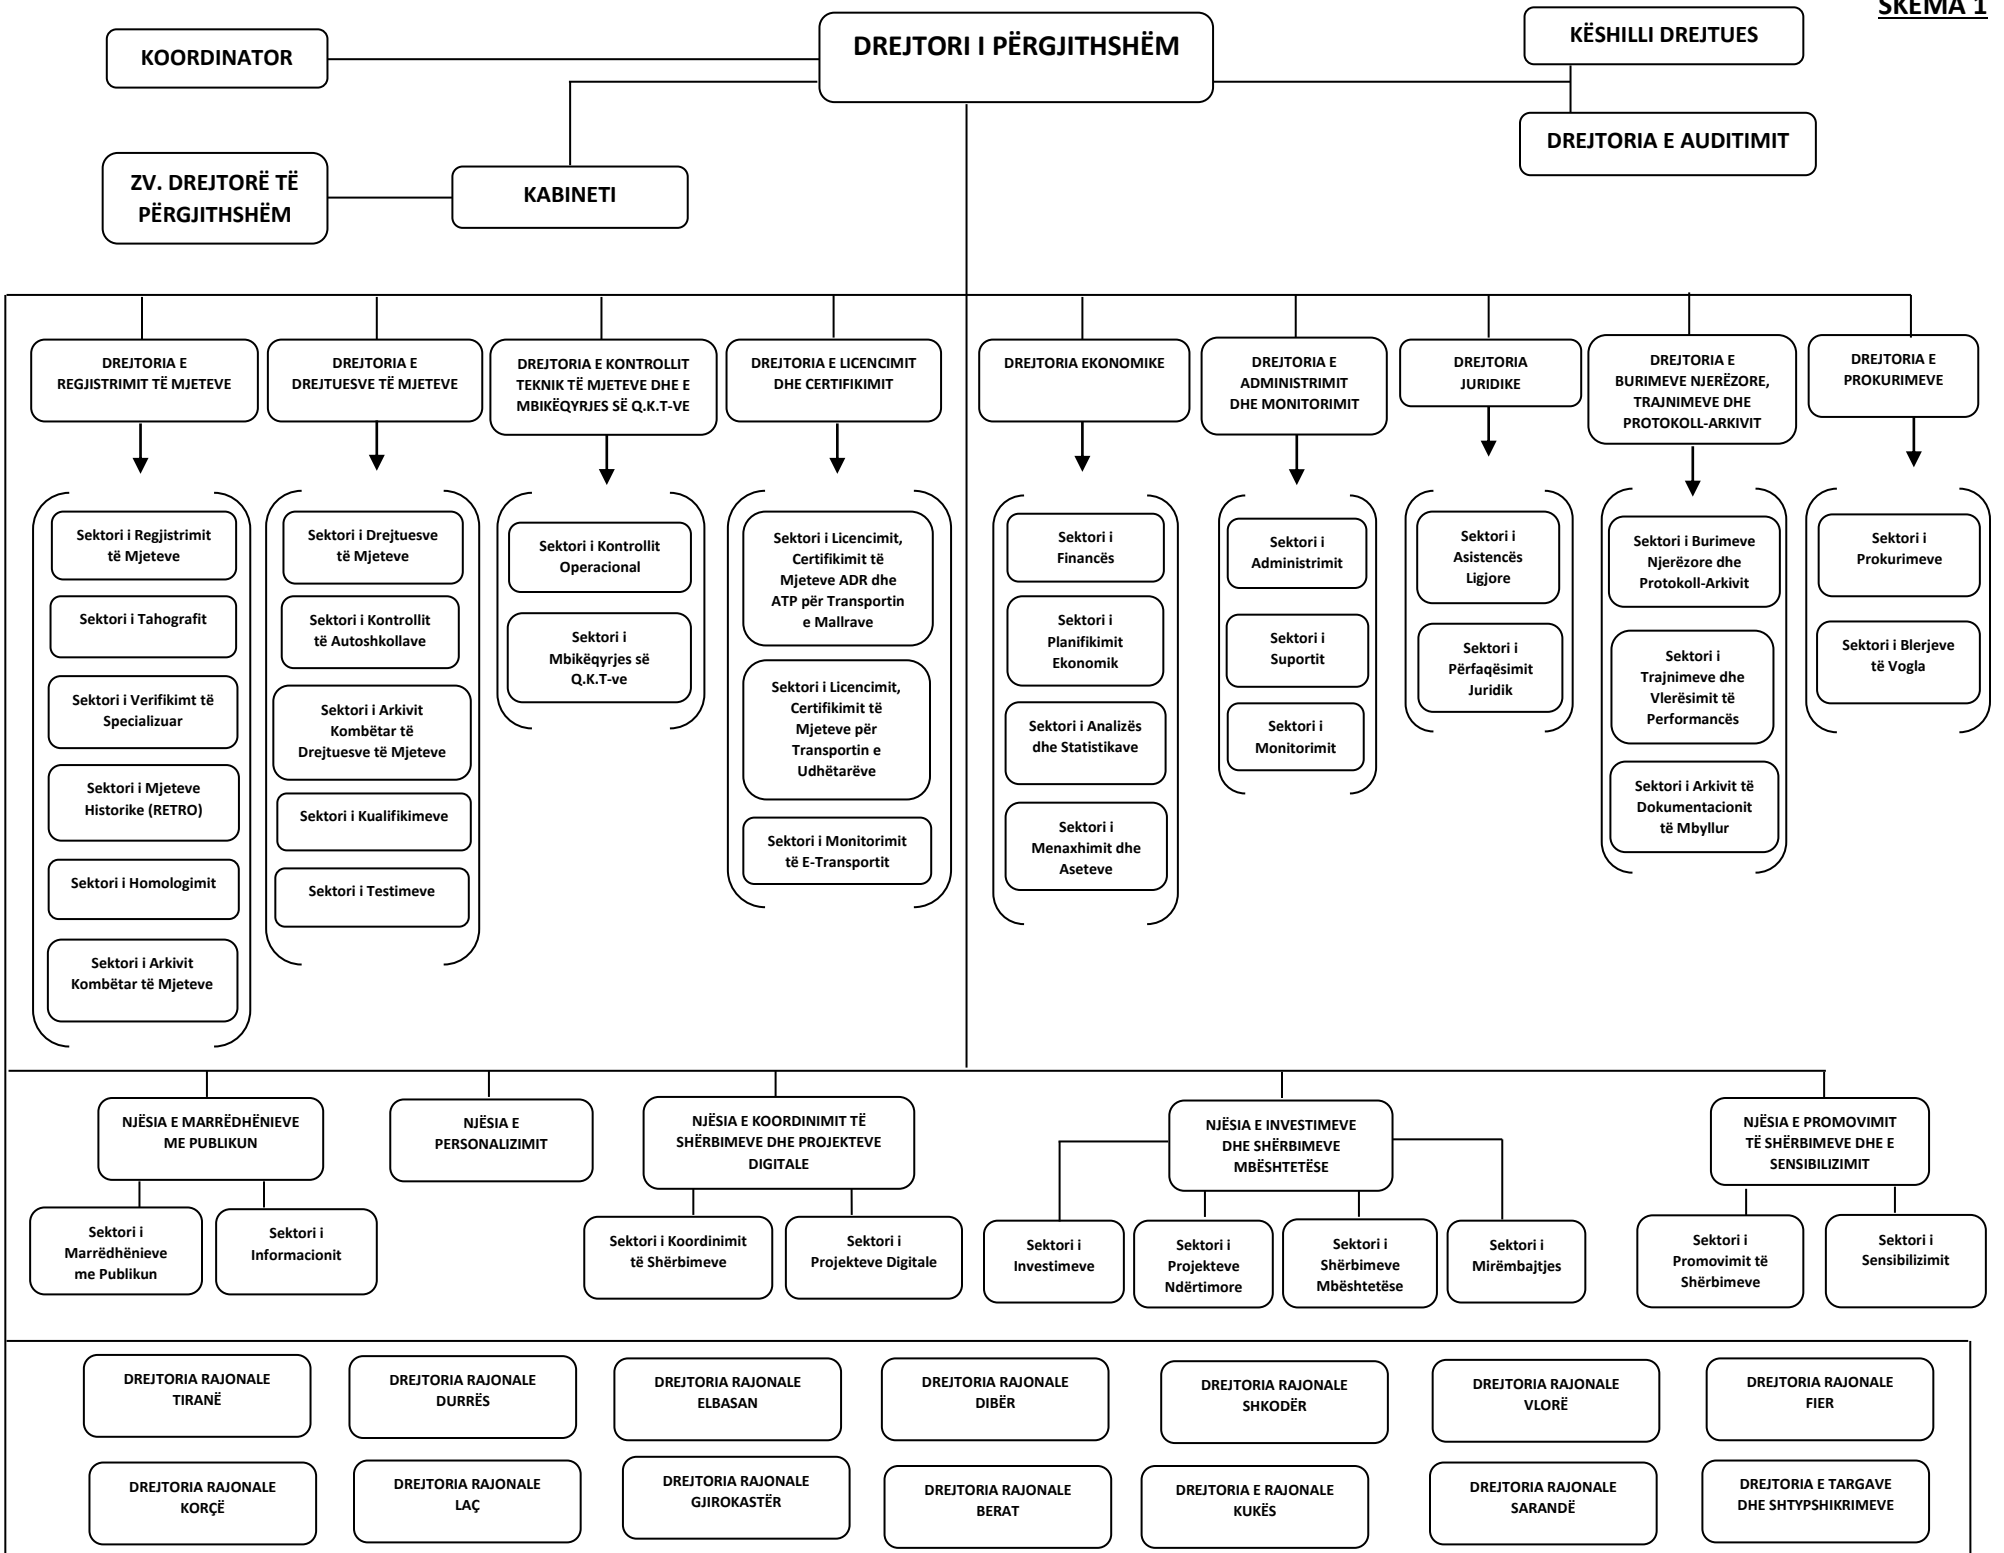 SKEMA 1
DREJTORI I PËRGJITHSHËM
KËSHILLI DREJTUES
KOORDINATOR
DREJTORIA E AUDITIMIT
ZV. DREJTORË TË
PËRGJITHSHËM
KABINETI
DREJTORIA E
REGJISTRIMIT TË MJETEVE
DREJTORIA E
DREJTUESVE TË MJETEVE
DREJTORIA E KONTROLLIT
TEKNIK TË MJETEVE DHE E
MBIKËQYRJES SË Q.K.T-VE
DREJTORIA E LICENCIMIT
DHE CERTIFIKIMIT
DREJTORIA EKONOMIKE
DREJTORIA E
ADMINISTRIMIT
DHE MONITORIMIT
DREJTORIA
JURIDIKE
DREJTORIA E
BURIMEVE NJERËZORE,
TRAJNIMEVE DHE
PROTOKOLL-ARKIVIT
DREJTORIA E
PROKURIMEVE
Sektori i Regjistrimit
të Mjeteve
Sektori i Tahografit
Sektori i Verifikimt të
Specializuar
Sektori i Mjeteve
Historike (RETRO)
Sektori i Homologimit
Sektori i Arkivit
Kombëtar të Mjeteve
Sektori i Drejtuesve
të Mjeteve
Sektori i Kontrollit
të Autoshkollave
Sektori i Arkivit
Kombëtar të
Drejtuesve të Mjeteve
Sektori i Kualifikimeve
Sektori i Testimeve
Sektori i Kontrollit
Operacional
Sektori i
Mbikëqyrjes së
Q.K.T-ve
Sektori i Licencimit,
Certifikimit të
Mjeteve ADR dhe
ATP për Transportin
e Mallrave
Sektori i Licencimit,
Certifikimit të
Mjeteve për
Transportin e
Udhëtarëve
Sektori i Monitorimit
të E-Transportit
Sektori i
Financës
Sektori i
Planifikimit
Ekonomik
Sektori i Analizës
dhe Statistikave
Sektori i
Menaxhimit dhe
Aseteve
Sektori i
Administrimit
Sektori i
Suportit
Sektori i
Monitorimit
Sektori i
Asistencës
Ligjore
Sektori i
Përfaqësimit
Juridik
Sektori i Burimeve
Njerëzore dhe
Protokoll-Arkivit
Sektori i
Trajnimeve dhe
Vlerësimit të
Performancës
Sektori i Arkivit të
Dokumentacionit
të Mbyllur
Sektori i
Prokurimeve
Sektori i Blerjeve
të Vogla
NJËSIA E MARRËDHËNIEVE
ME PUBLIKUN
NJËSIA E
PERSONALIZIMIT
NJËSIA E KOORDINIMIT TË
SHËRBIMEVE DHE PROJEKTEVE
DIGITALE
NJËSIA E INVESTIMEVE
DHE SHËRBIMEVE
MBËSHTETËSE
NJËSIA E PROMOVIMIT
TË SHËRBIMEVE DHE E
SENSIBILIZIMIT
Sektori i
Marrëdhënieve
me Publikun
Sektori i
Informacionit
Sektori i Koordinimit
të Shërbimeve
Sektori i
Projekteve Digitale
Sektori i
Investimeve
Sektori i
Projekteve
Ndërtimore
Sektori i
Shërbimeve
Mbështetëse
Sektori i
Mirëmbajtjes
Sektori i
Promovimit të
Shërbimeve
Sektori i
Sensibilizimit
DREJTORIA RAJONALE
TIRANË
DREJTORIA RAJONALE
DURRËS
DREJTORIA RAJONALE
ELBASAN
DREJTORIA RAJONALE
DIBËR
DREJTORIA RAJONALE
SHKODËR
DREJTORIA RAJONALE
VLORË
DREJTORIA RAJONALE
FIER
DREJTORIA RAJONALE
KORÇË
DREJTORIA RAJONALE
LAÇ
DREJTORIA RAJONALE
GJIROKASTËR
DREJTORIA RAJONALE
BERAT
DREJTORIA E RAJONALE
KUKËS
DREJTORIA RAJONALE
SARANDË
DREJTORIA E TARGAVE
DHE SHTYPSHIKRIMEVE